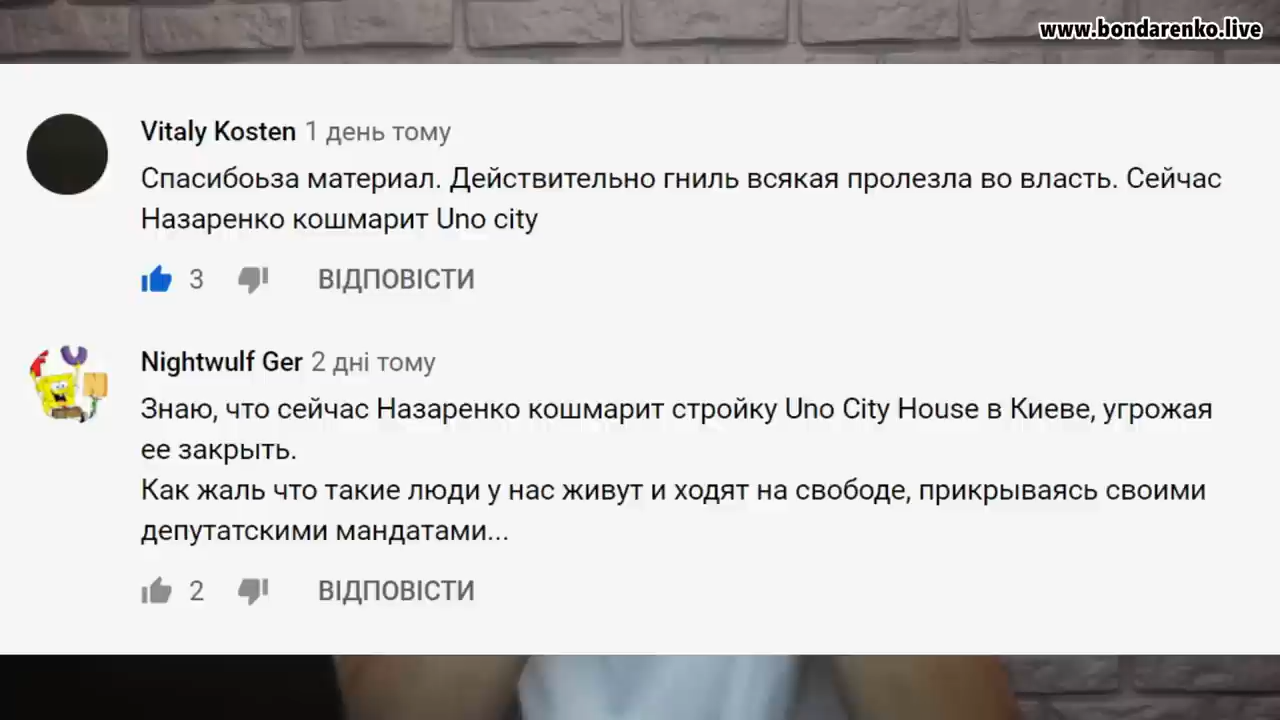 www.bondarenko.live
Vitaly Kosten 1 день тому
Спасибоьза материал. Действительно гниль всякая пролезла во власть. Сейчас
Назаренко кошмарит Uno city
3 ВІДПОВІСТИ
Nightwulf Ger 2 дні тому
Знаю, что сейчас Назаренко кошмарит стройку Uno City House в Киеве, угрожая
ее закрыть.
Как жаль что такие люди у нас живут и ходят на свободе, прикрываясь своими
депутатскими мандатами...
2 ВІДПОВІСТИ